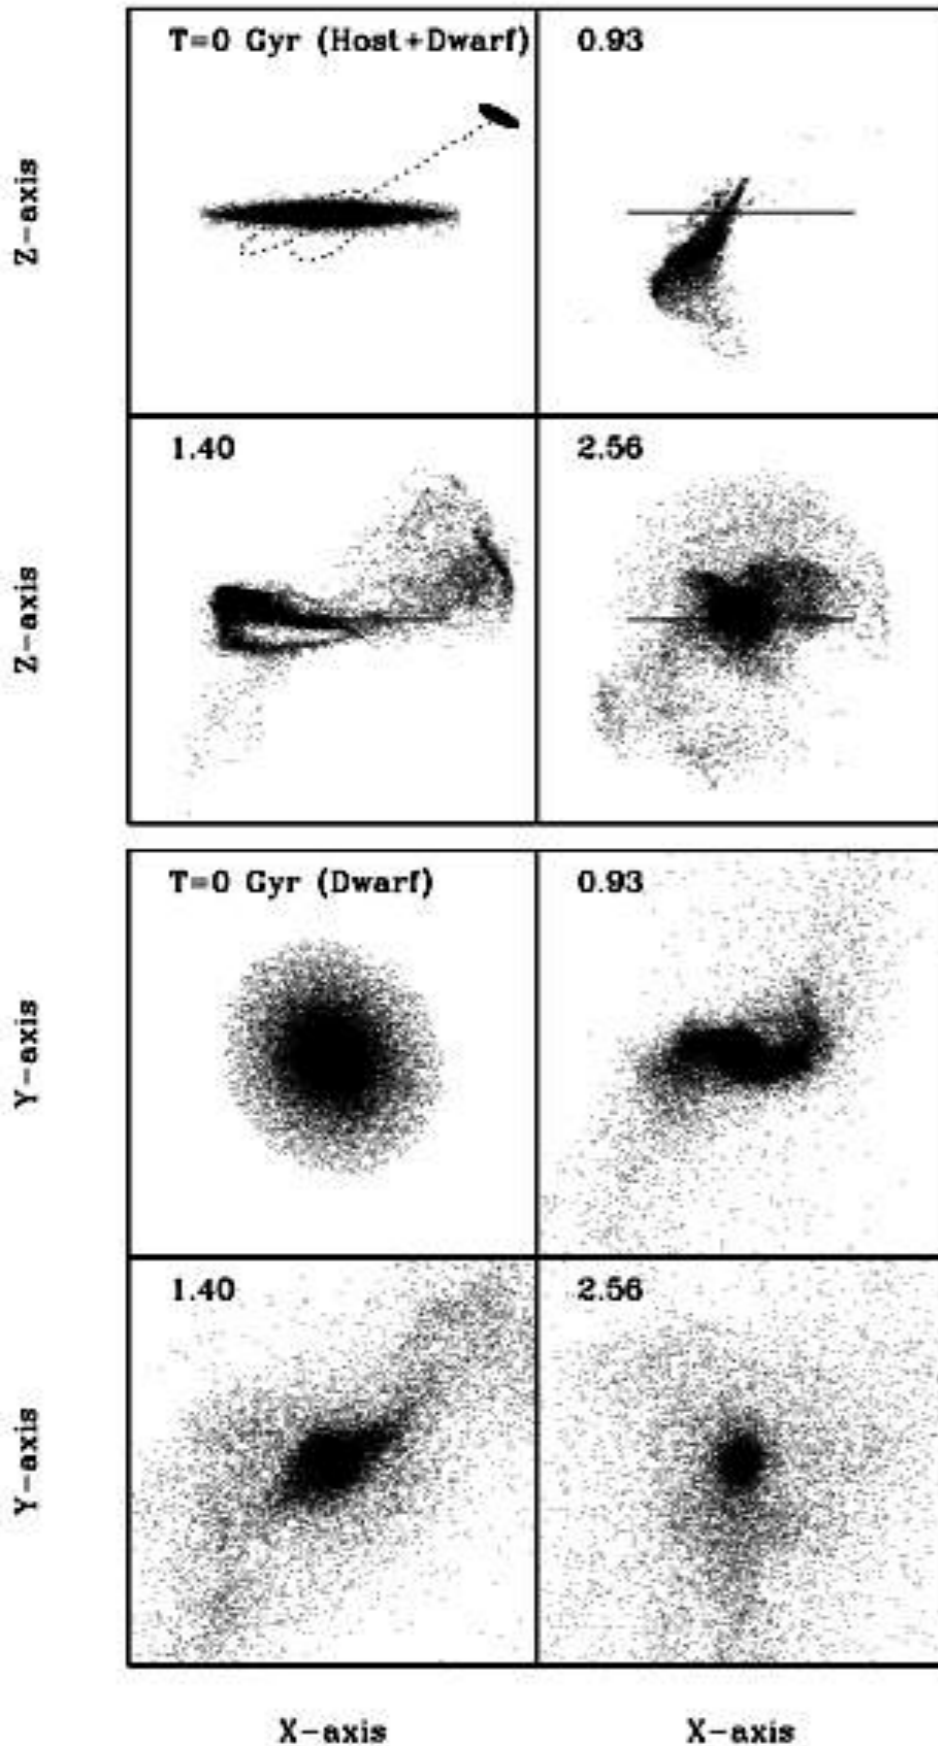 T=0 Gyr (Host+Dwarf)
0.93
Z-axis
1.40
2.56
Z-axis
T=0 Gyr (Dwarf)
0.93
Y-axis
1.40
2.56
Y-axis
X-axis
X-axis